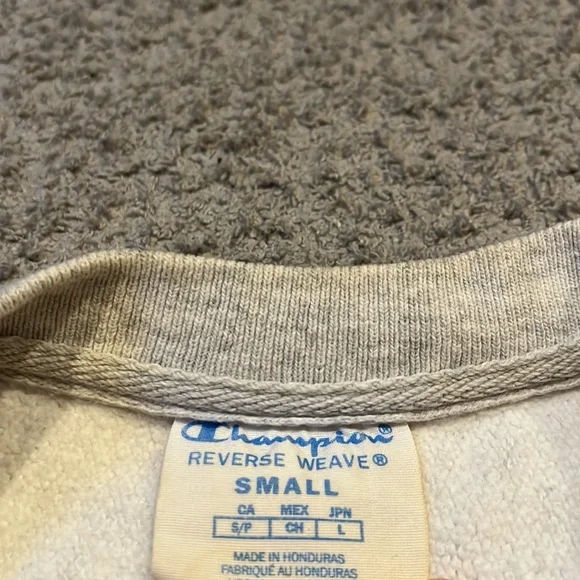 Champion®
REVERSE WEAVE®
SMALL
CA MEX JPN
S/P CH L
MADE IN HONDURAS
FABRIQUÉ AU HONDURAS